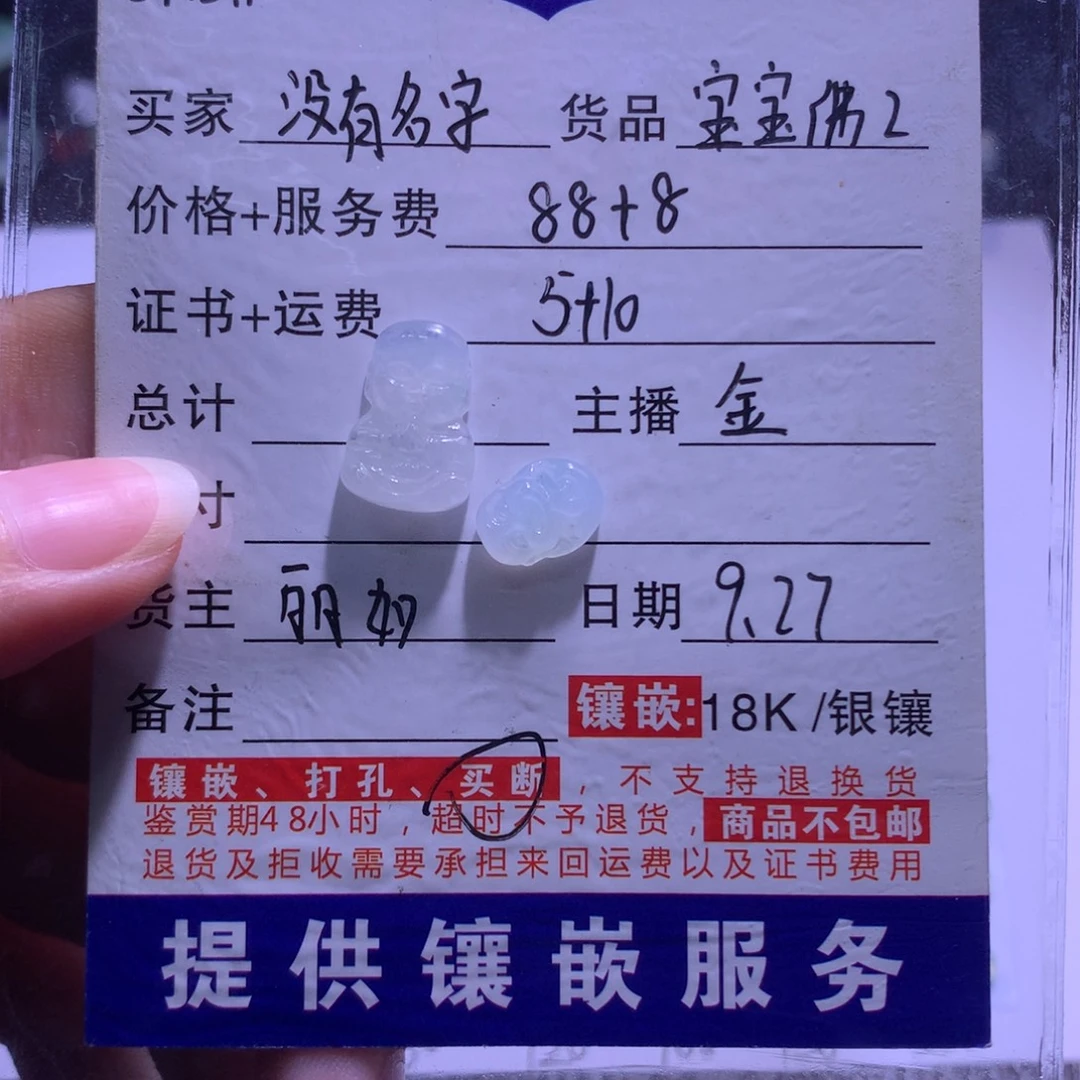 买家 没有名字 货品 宝宝佛2
价格+服务费 88+8
证书+运费 5+10
总计 主播 金
寸
货主 丽如 日期 9.27
备注 镶嵌:18K/银镶
镶嵌、打孔、买断,不支持退换货
鉴赏期48小时,超时不予退货,商品不包邮
退货及拒收需要承担来回运费以及证书费用
提供镶嵌服务